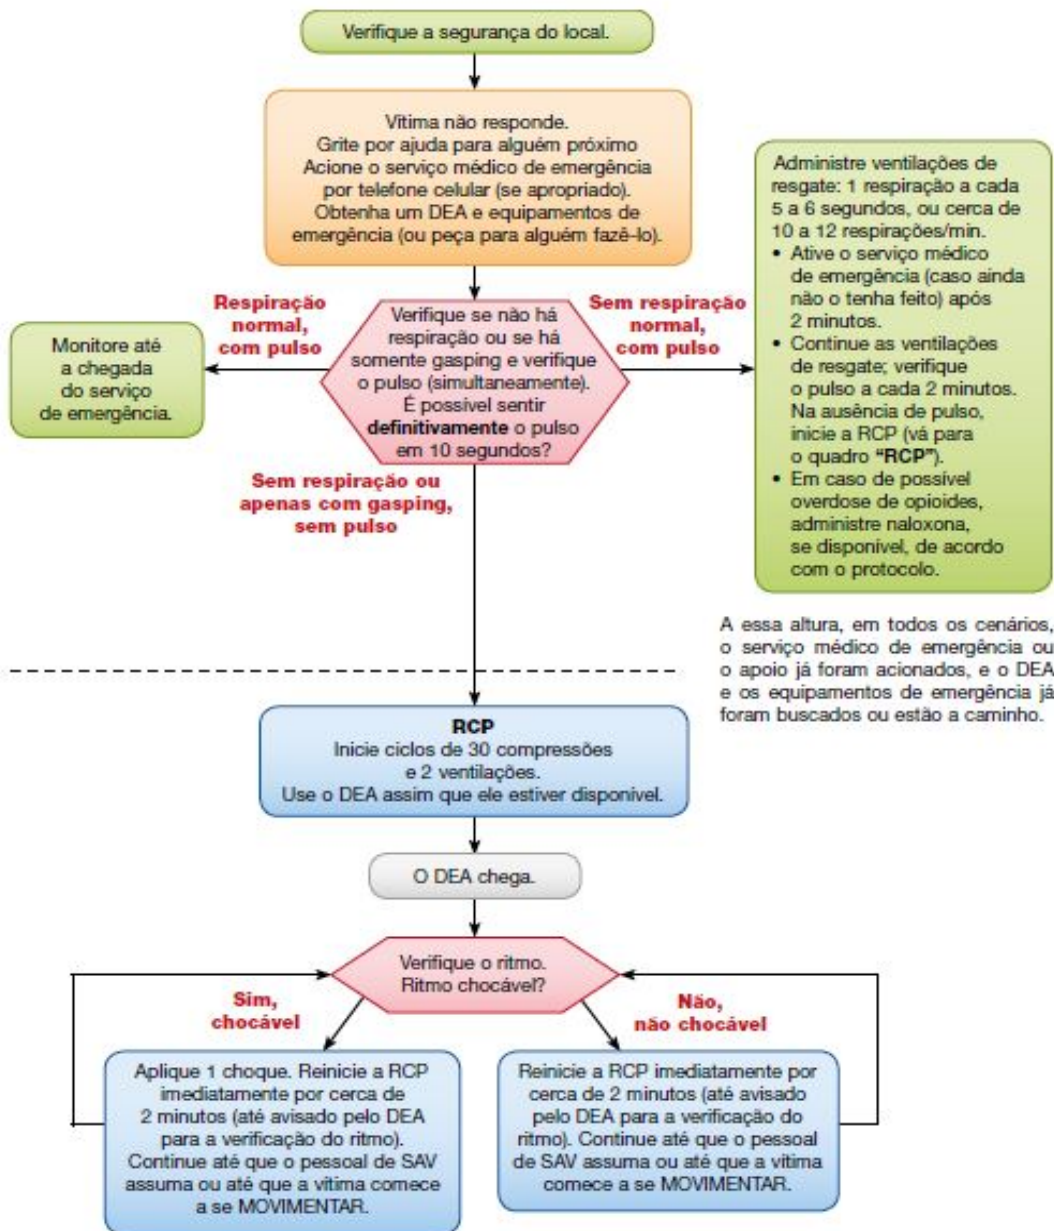 Verifique a segurança do local.
Vítima não responde.
Grite por ajuda para alguém próximo
Acione o serviço médico de emergência
por telefone celular (se apropriado).
Obtenha um DEA e equipamentos de
emergência (ou peça para alguém fazê-lo).
Respiração
normal,
com pulso
Monitore até
a chegada
do serviço
de emergência.
Verifique se não há
respiração ou se há
somente gasping e verifique
o pulso (simultaneamente).
É possível sentir
definitivamente o pulso
em 10 segundos?
Sem respiração
normal,
com pulso
Administre ventilações de
resgate: 1 respiração a cada
5 a 6 segundos, ou cerca de
10 a 12 respirações/min.
• Ative o serviço médico
de emergência (caso ainda
não o tenha feito) após
2 minutos.
• Continue as ventilações
de resgate; verifique
o pulso a cada 2 minutos.
Na ausência de pulso,
inicie a RCP (vá para
o quadro “RCP”).
• Em caso de possível
overdose de opioides,
administre naloxona,
se disponível, de acordo
com o protocolo.
Sem respiração ou
apenas com gasping,
sem pulso
A essa altura, em todos os cenários,
o serviço médico de emergência ou
o apoio já foram acionados, e o DEA
e os equipamentos de emergência já
foram buscados ou estão a caminho.
RCP
Inicie ciclos de 30 compressões
e 2 ventilações.
Use o DEA assim que ele estiver disponível.
O DEA chega.
Verifique o ritmo.
Ritmo chocável?
Sim,
chocável
Não,
não chocável
Aplique 1 choque. Reinicie a RCP
imediatamente por cerca de
2 minutos (até avisado pelo DEA
para a verificação do ritmo).
Continue até que o pessoal de SAV
assuma ou até que a vítima comece
a se MOVIMENTAR.
Reinicie a RCP imediatamente por
cerca de 2 minutos (até avisado
pelo DEA para a verificação do
ritmo). Continue até que o pessoal
de SAV assuma ou até que a vítima
comece a se MOVIMENTAR.